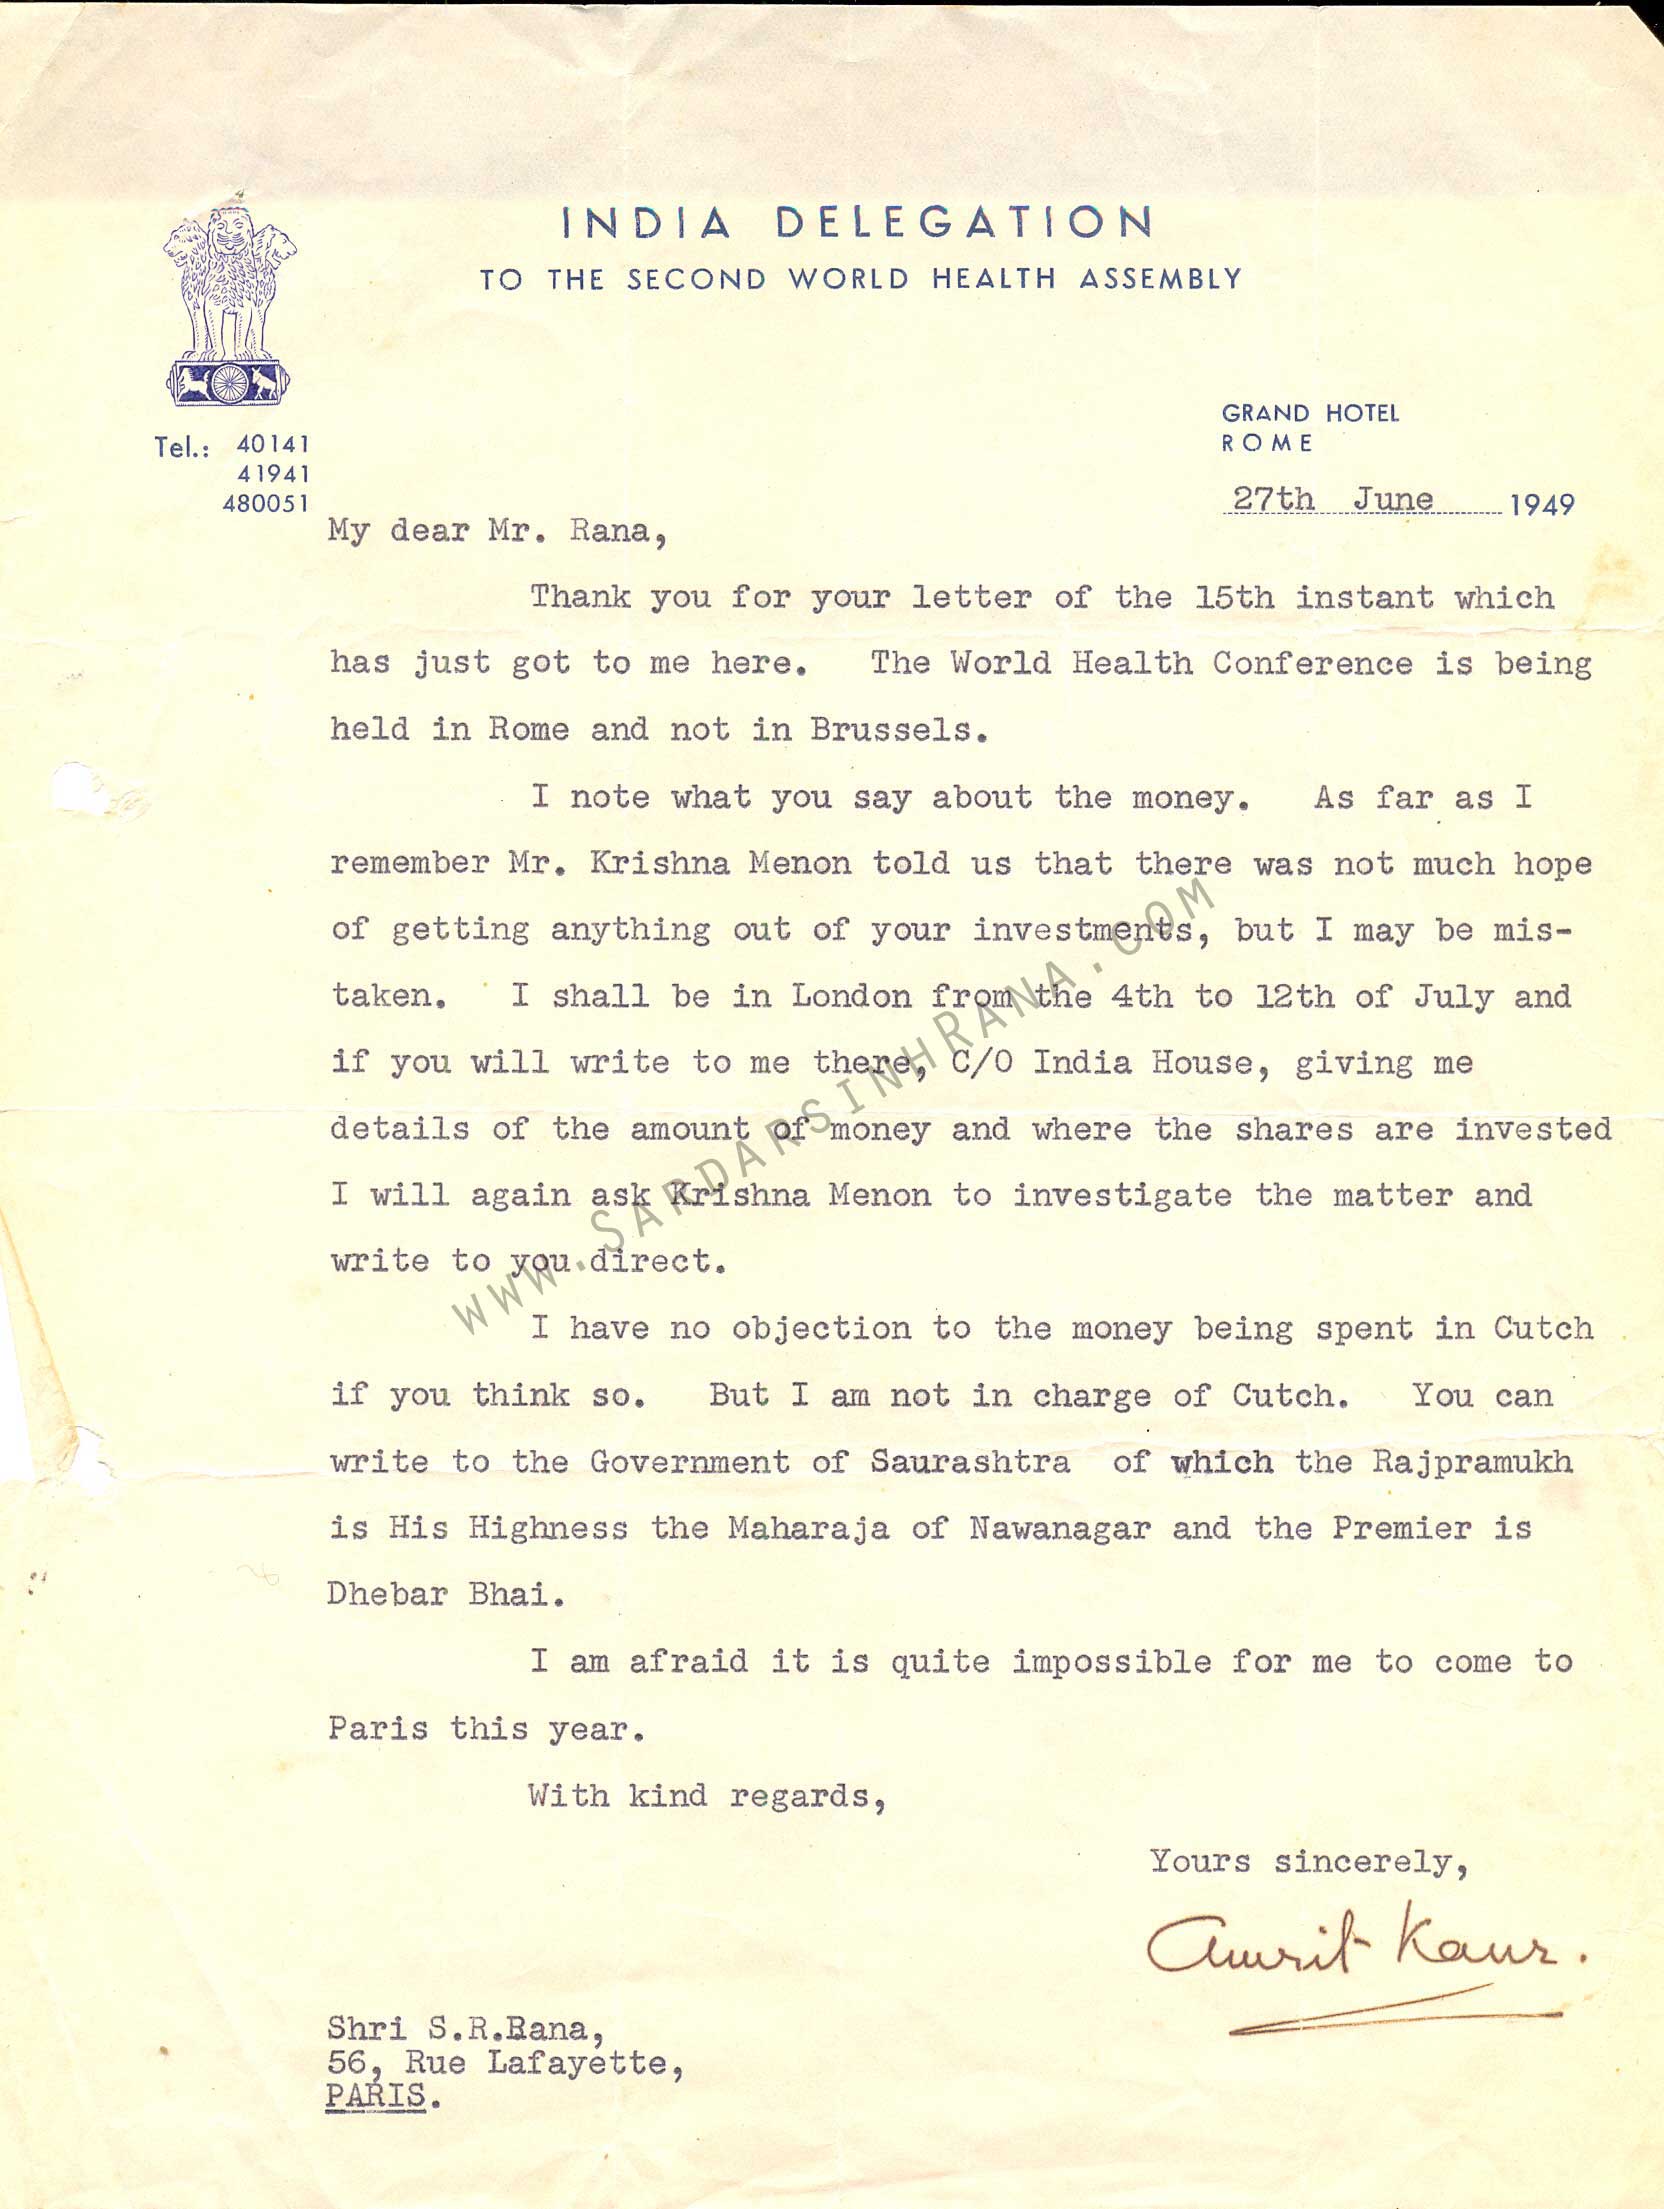 INDIA DELEGATION
TO THE SECOND WORLD HEALTH ASSEMBLY
GRAND HOTEL
ROME
Tel.: 40141
41941
480051
27th June 1949
My dear Mr. Rana,
Thank you for your letter of the 15th instant which
has just got to me here. The World Health Conference is being
held in Rome and not in Brussels.
I note what you say about the money. As far as I
remember Mr. Krishna Menon told us that there was not much hope
of getting anything out of your investments, but I may be mis-
taken. I shall be in London from the 4th to 12th of July and
if you will write to me there, C/O India House, giving me
details of the amount of money and where the shares are invested
I will again ask Krishna Menon to investigate the matter and
write to you direct.
I have no objection to the money being spent in Cutch
if you think so. But I am not in charge of Cutch. You can
write to the Government of Saurashtra of which the Rajpramukh
is His Highness the Maharaja of Nawanagar and the Premier is
Dhebar Bhai.
I am afraid it is quite impossible for me to come to
Paris this year.
With kind regards,
Yours sincerely,
Amrit Kaur.
Shri S.R.Rana,
56, Rue Lafayette,
PARIS.
WWW.SARDARSINHRANA.COM